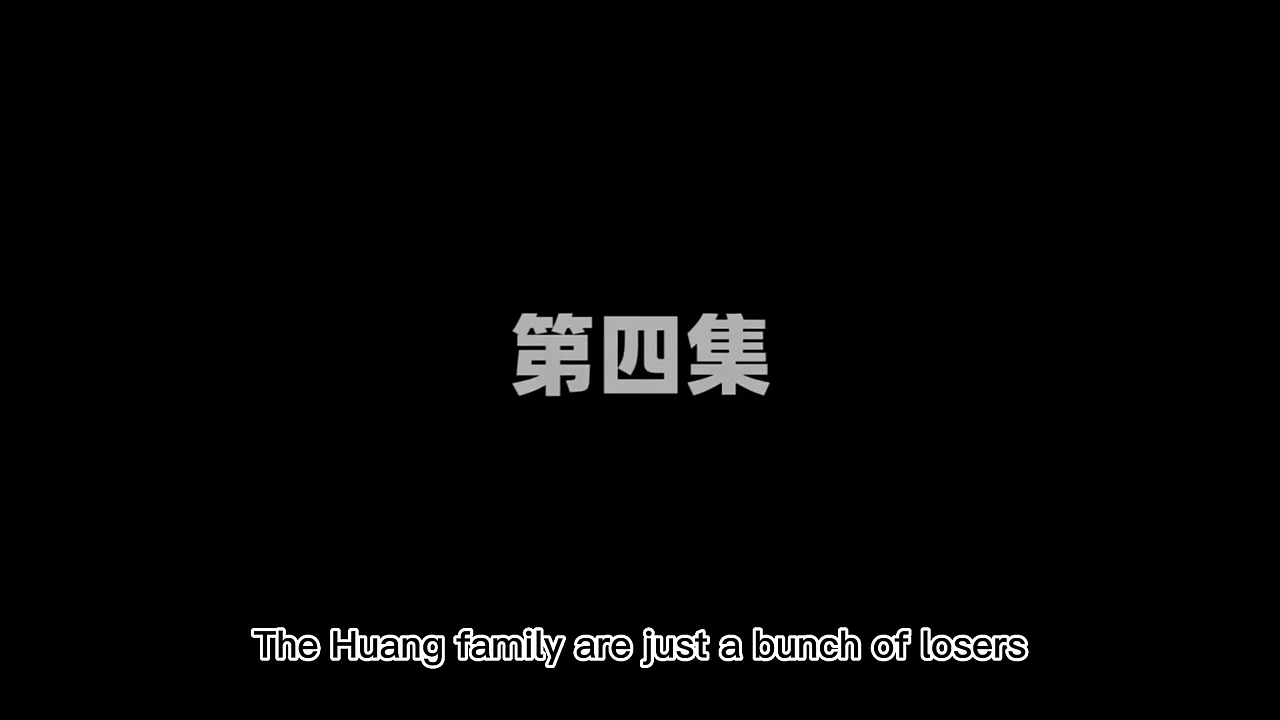 第四集
The Huang family are just a bunch of losers